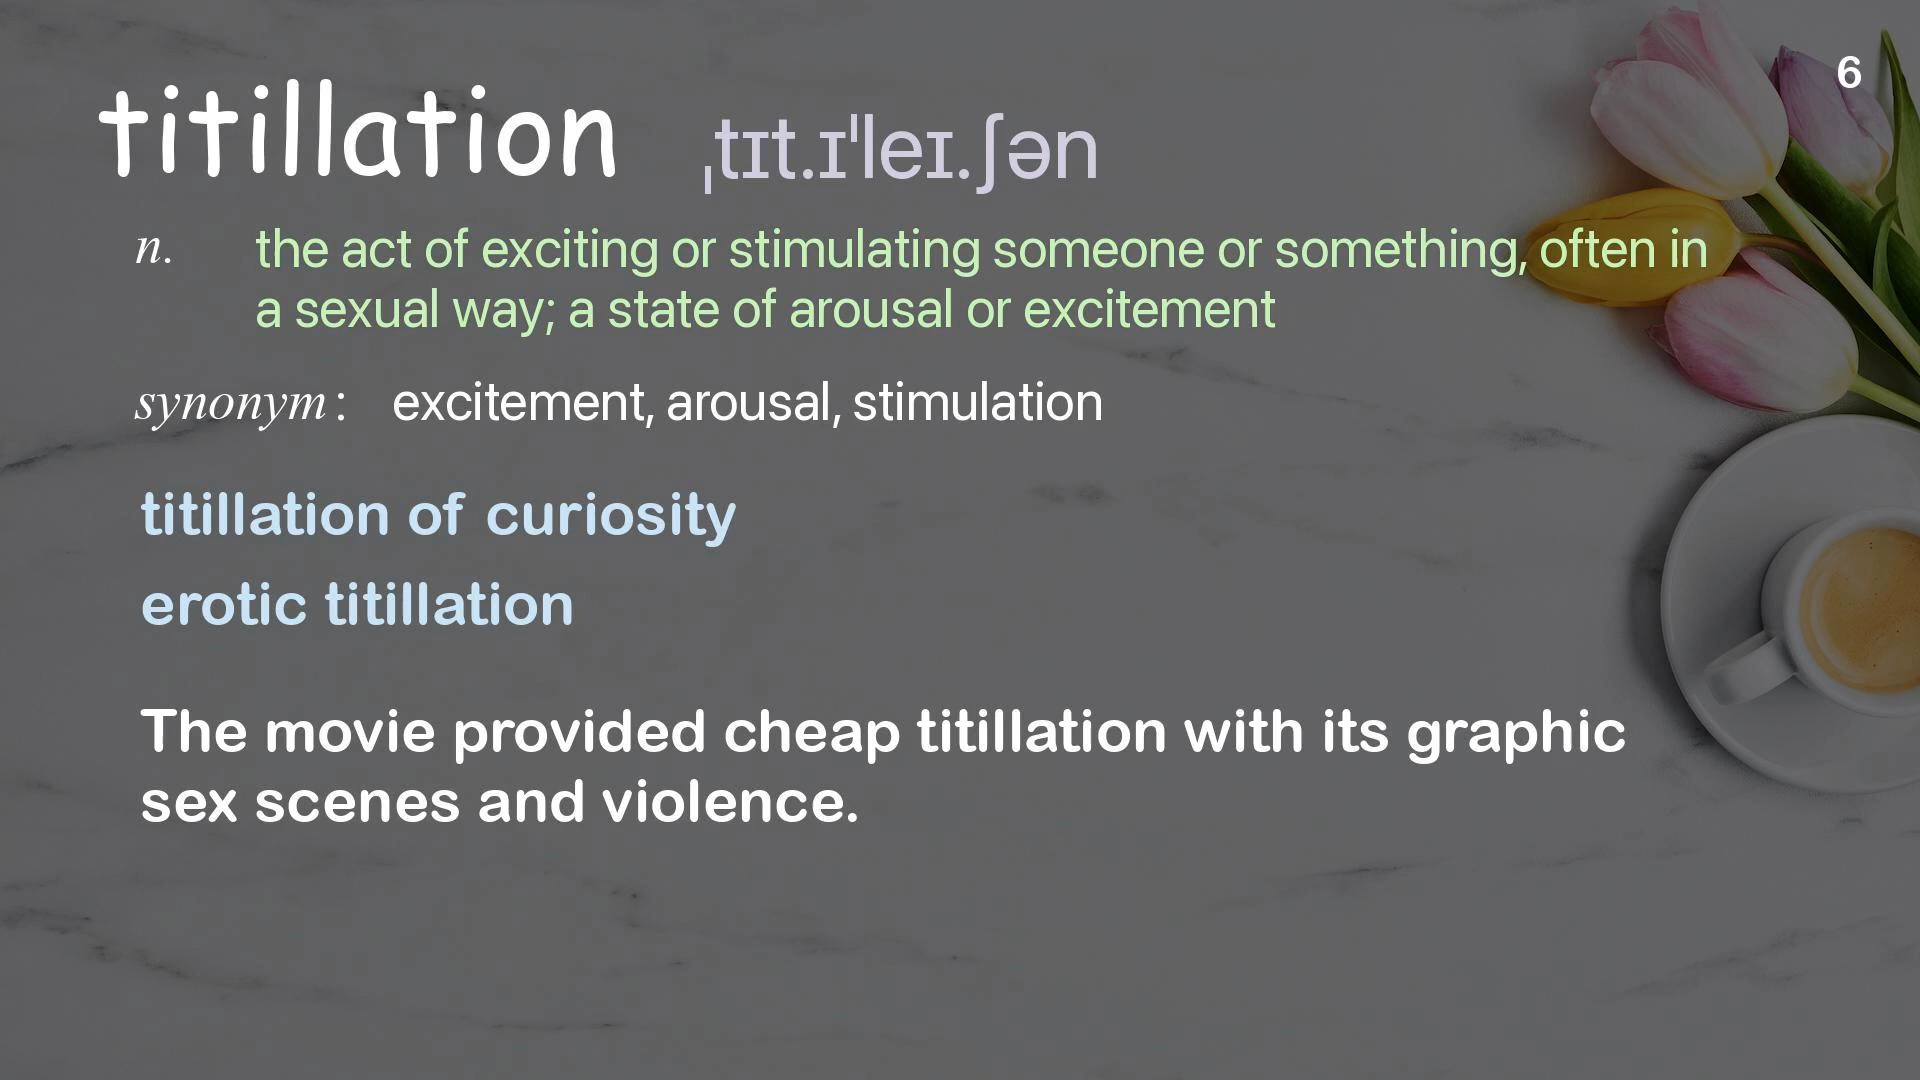 6
titillation ˌtɪt.ɪˈleɪ.ʃən
n. the act of exciting or stimulating someone or something, often in
a sexual way; a state of arousal or excitement
synonym: excitement, arousal, stimulation
titillation of curiosity
erotic titillation
The movie provided cheap titillation with its graphic
sex scenes and violence.